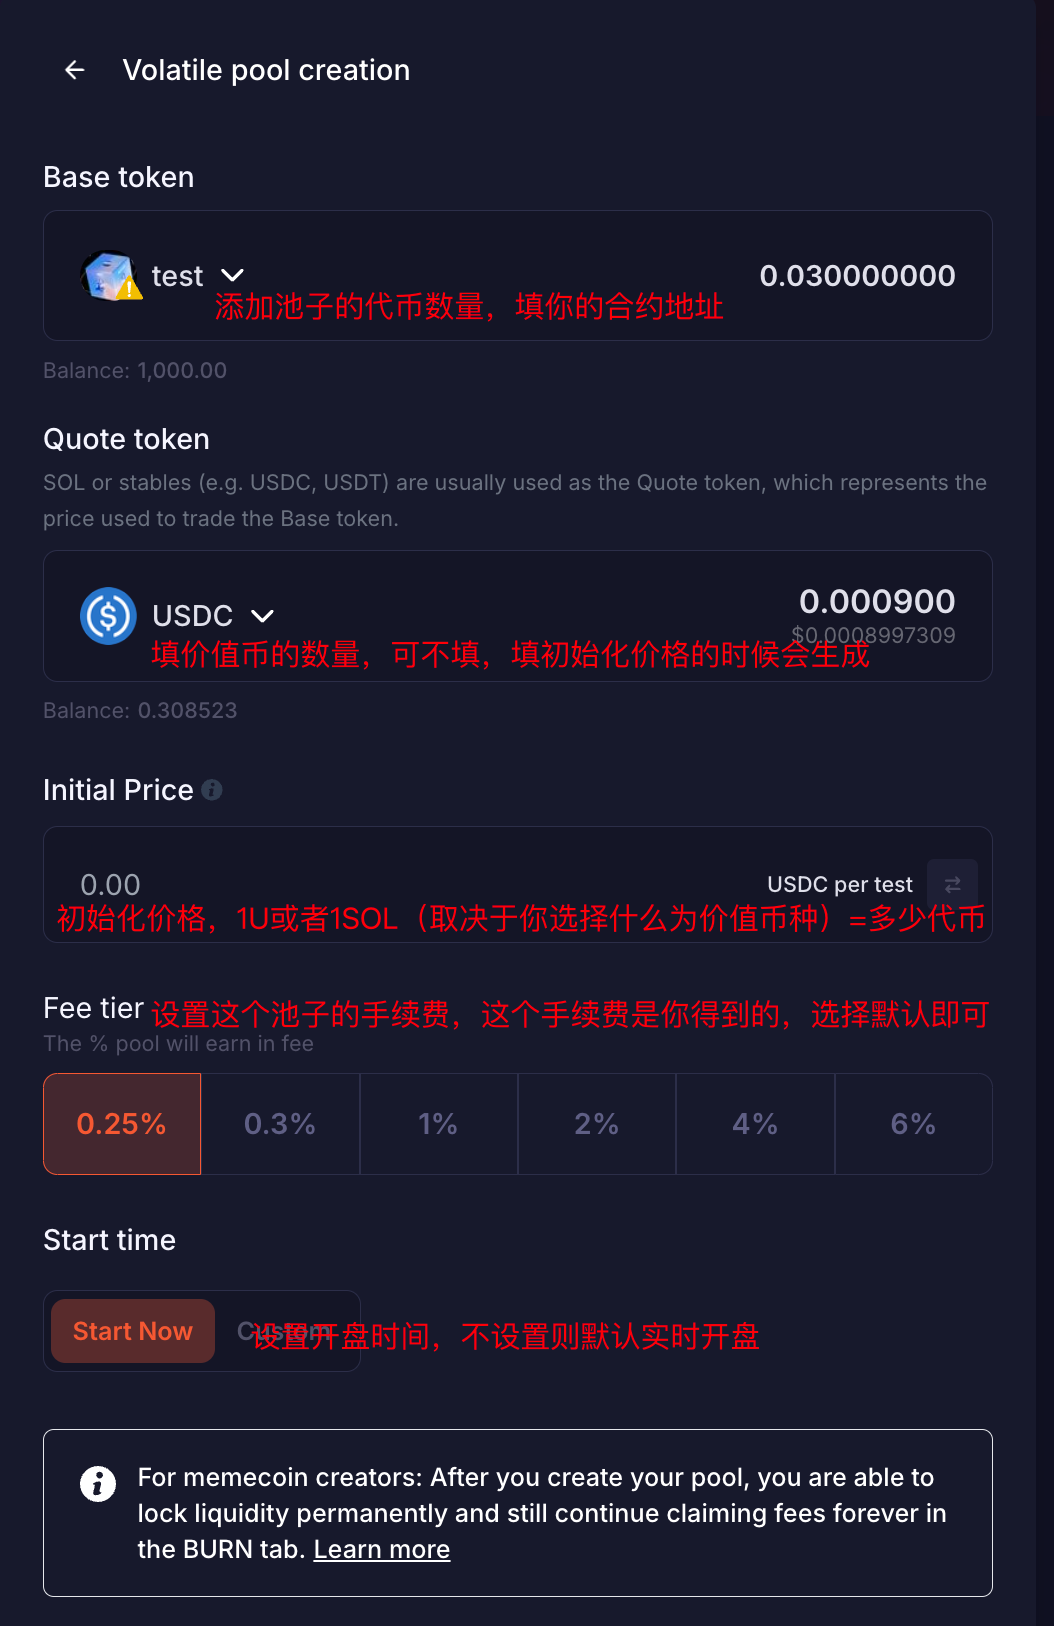 Volatile pool creation
Base token
test
0.030000000
添加池子的代币数量，填你的合约地址
Balance: 1,000.00
Quote token
SOL or stables (e.g. USDC, USDT) are usually used as the Quote token, which represents the
price used to trade the Base token.
USDC
0.000900
$0.0008997309
填价值币的数量，可不填，填初始化价格的时候会生成
Balance: 0.308523
Initial Price
0.00
USDC per test
初始化价格，1U或者1SOL（取决于你选择什么为价值币种）=多少代币
Fee tier
设置这个池子的手续费，这个手续费是你得到的，选择默认即可
The % pool will earn in fee
0.25%
0.3%
1%
2%
4%
6%
Start time
Start Now
Custom
设置开盘时间，不设置则默认实时开盘
For memecoin creators: After you create your pool, you are able to
lock liquidity permanently and still continue claiming fees forever in
the BURN tab. Learn more